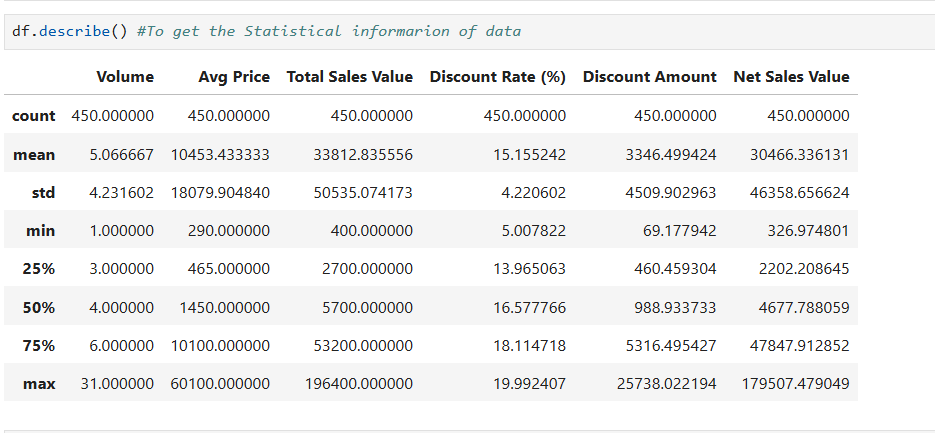 df.describe() #To get the Statistical informarion of data
Volume Avg Price Total Sales Value Discount Rate (%) Discount Amount Net Sales Value
count 450.000000 450.000000 450.000000 450.000000 450.000000 450.000000
mean 5.066667 10453.433333 33812.835556 15.155242 3346.499424 30466.336131
std 4.231602 18079.904840 50535.074173 4.220602 4509.902963 46358.656624
min 1.000000 290.000000 400.000000 5.007822 69.177942 326.974801
25% 3.000000 465.000000 2700.000000 13.965063 460.459304 2202.208645
50% 4.000000 1450.000000 5700.000000 16.577766 988.933733 4677.788059
75% 6.000000 10100.000000 53200.000000 18.114718 5316.495427 47847.912852
max 31.000000 60100.000000 196400.000000 19.992407 25738.022194 179507.479049